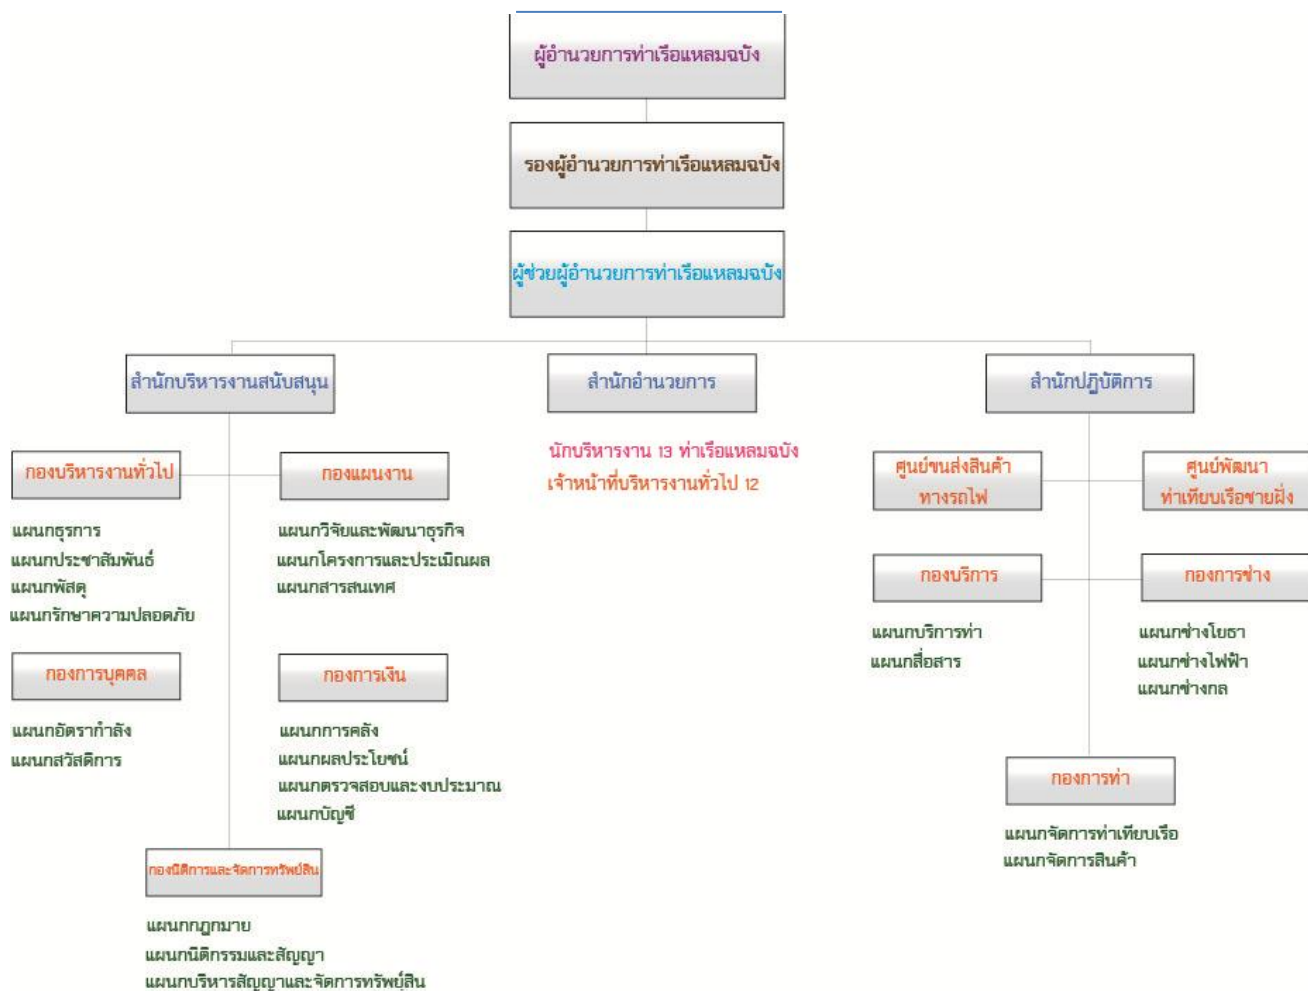 ผู้อำนวยการท่าเรือแหลมฉบัง
รองผู้อำนวยการท่าเรือแหลมฉบัง
ผู้ช่วยผู้อำนวยการท่าเรือแหลมฉบัง
สำนักบริหารงานสนับสนุน
สำนักอำนวยการ
สำนักปฏิบัติการ
กองบริหารงานทั่วไป
แผนกธุรการ
แผนกประชาสัมพันธ์
แผนกพัสดุ
แผนกรักษาความปลอดภัย
กองแผนงาน
แผนกวิจัยและพัฒนาธุรกิจ
แผนกโครงการและประเมิณผล
แผนกสารสนเทศ
กองการบุคคล
แผนกอัตรากำลัง
แผนกสวัสดิการ
กองการเงิน
แผนกการคลัง
แผนกผลประโยชน์
แผนกตรวจสอบและงบประมาณ
แผนกบัญชี
กองนิติการและจัดการทรัพย์สิน
แผนกกฎกมาย
แผนกนิติกรรมและสัญญา
แผนกบริหารสัญญาและจัดการทรัพย์สิน
นักบริหารงาน 13 ท่าเรือแหลมฉบัง
เจ้าหน้าที่บริหารงานทั่วไป 12
ศูนย์ขนส่งสินค้า
ทางรถไฟ
ศูนย์พัฒนา
ท่าเทียบเรือชายฝั่ง
กองบริการ
แผนกบริการท่า
แผนกสื่อสาร
กองการช่าง
แผนกช่างโยธา
แผนกช่างไฟฟ้า
แผนกช่างกล
กองการท่า
แผนกจัดการท่าเทียบเรือ
แผนกจัดการสินค้า